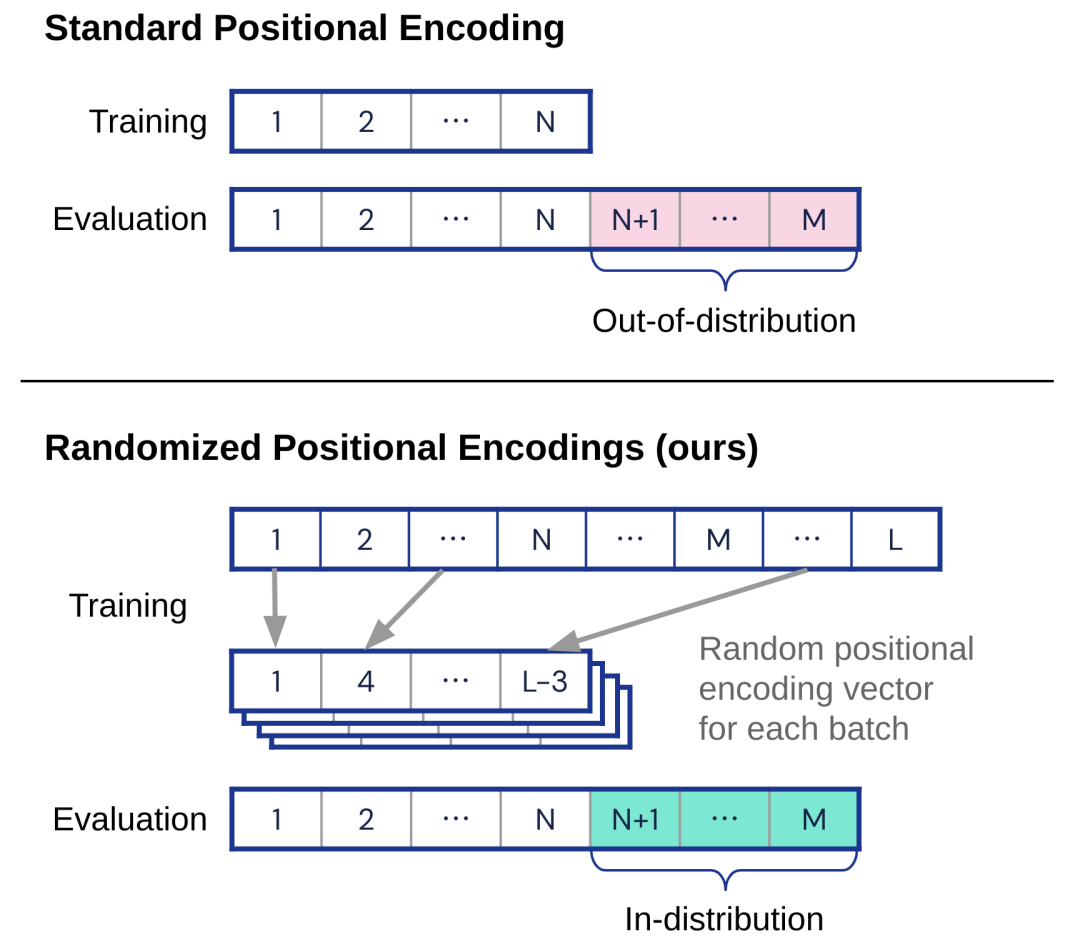 Standard Positional Encoding
Training 1 2 ⋯ N
Evaluation 1 2 ⋯ N N+1 ⋯ M
Out-of-distribution
Randomized Positional Encodings (ours)
1 2 ⋯ N ⋯ M ⋯ L
Training
1 4 ⋯ L−3
Random positional
encoding vector
for each batch
Evaluation 1 2 ⋯ N N+1 ⋯ M
In-distribution